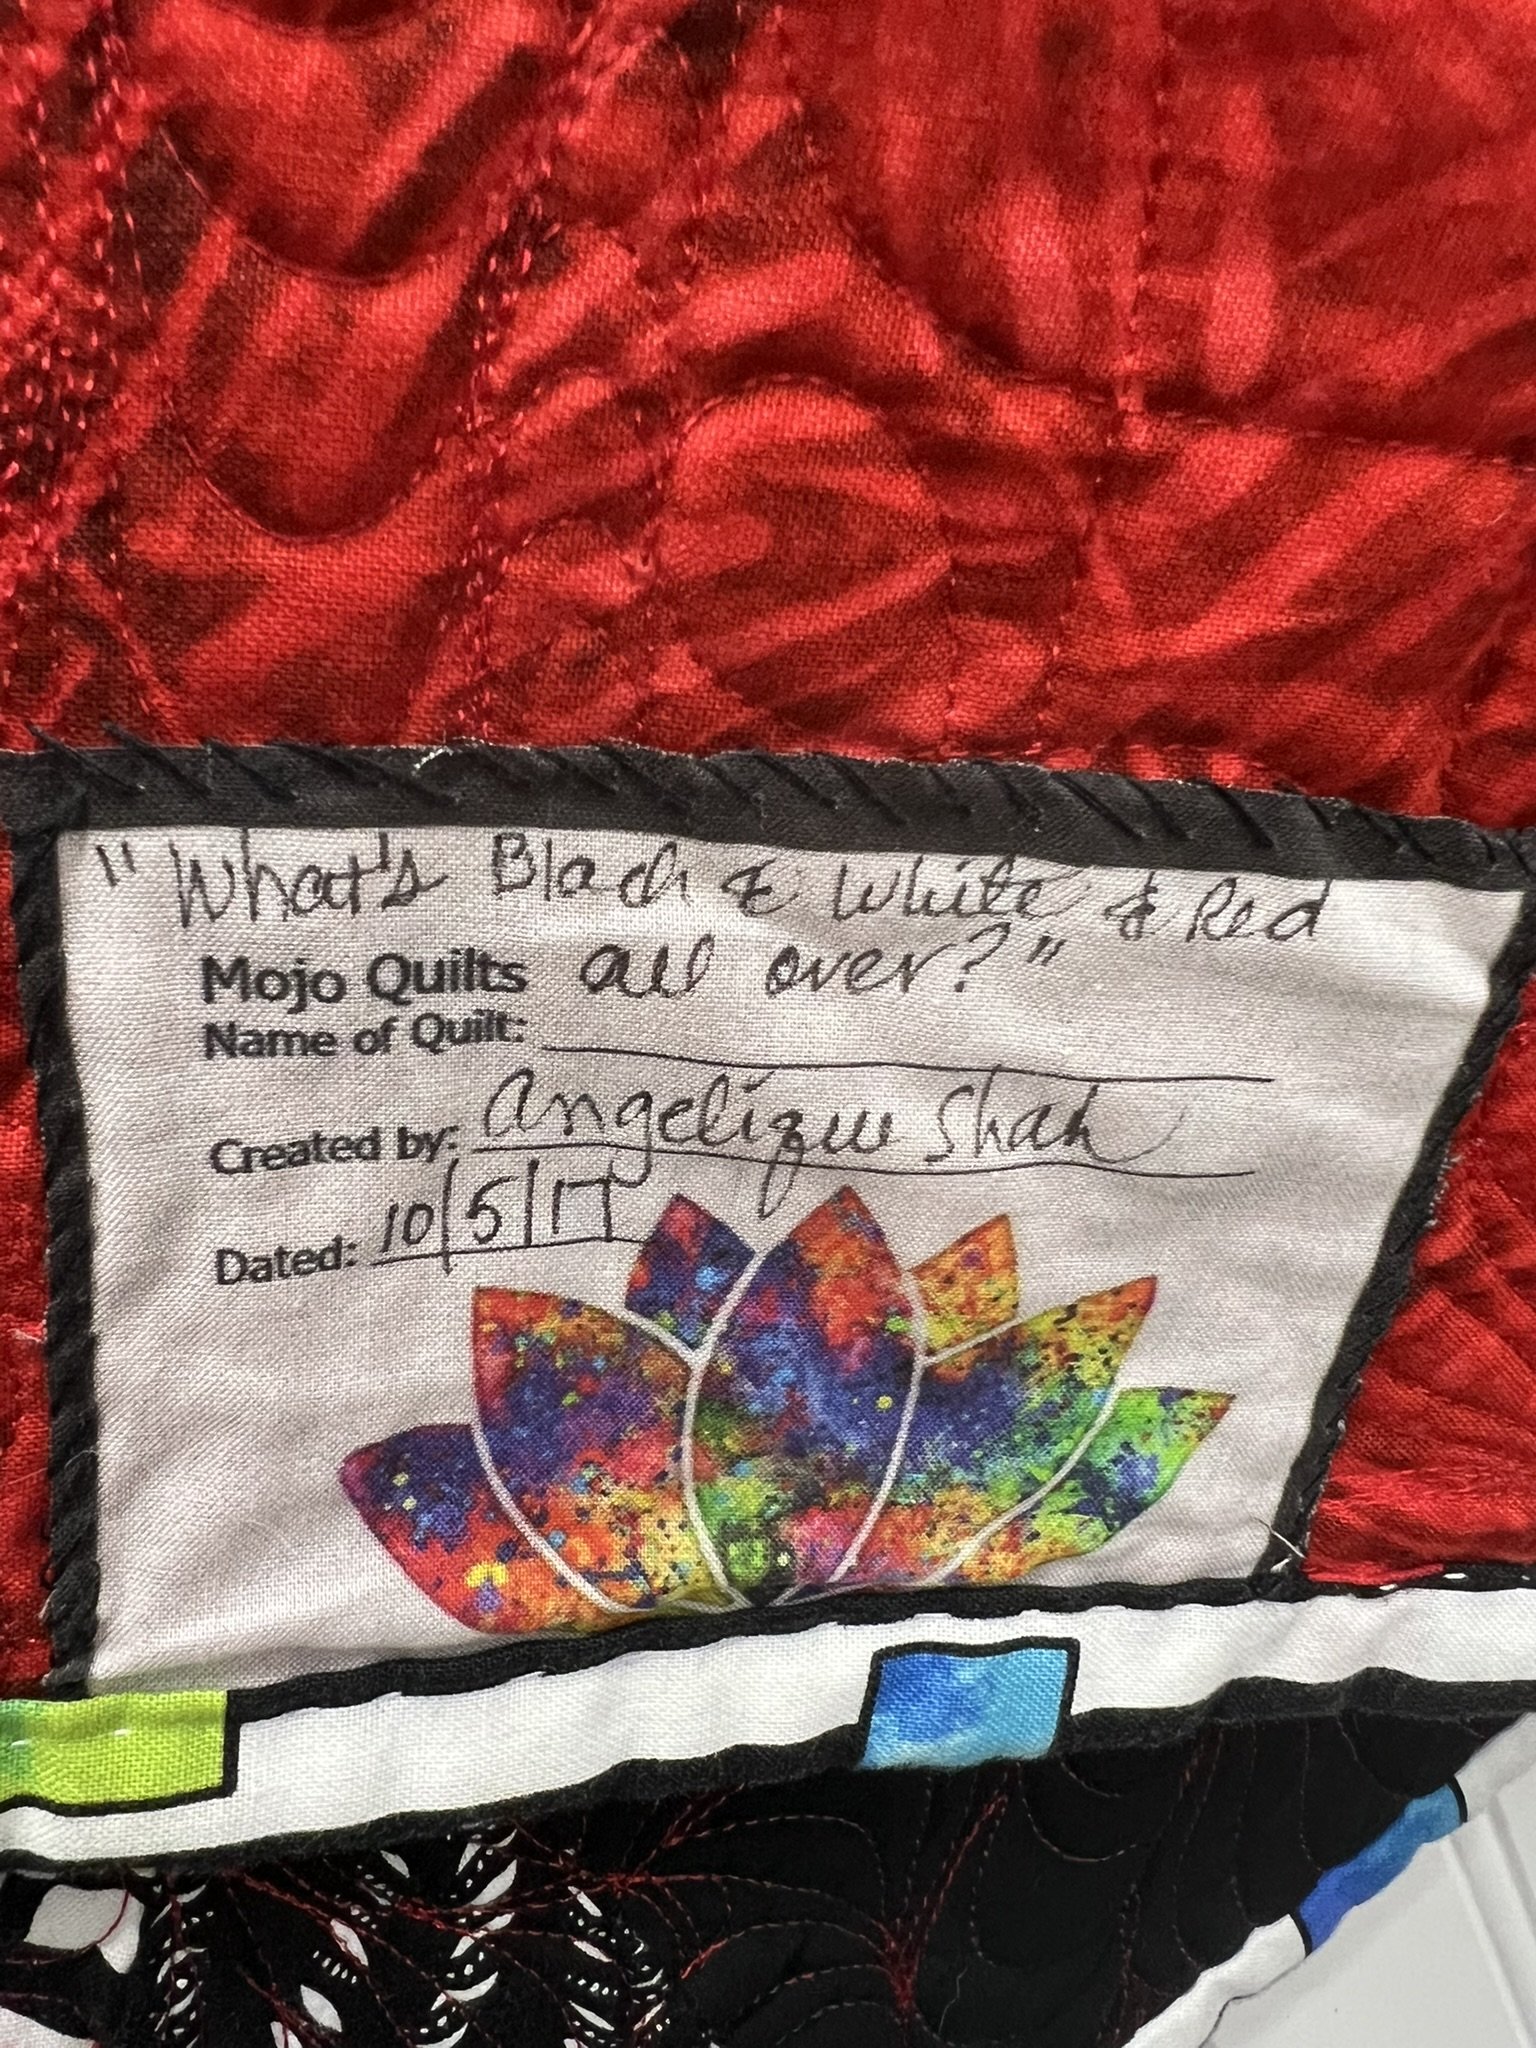 "What's Black & White & Red
Mojo Quilts all over?"
Name of Quilt:
Created by: Angelique Shah
Dated: 10/5/17